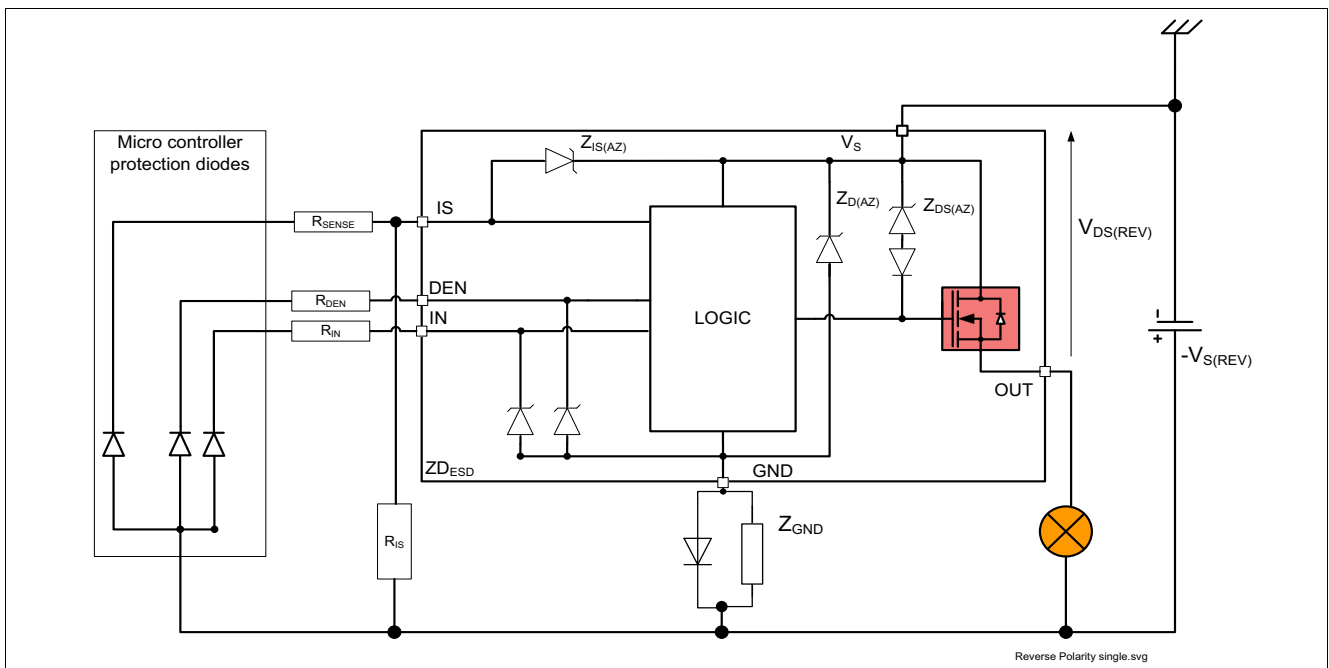 Micro controller
protection diodes
Z_IS(AZ)
V_S
R_SENSE
IS
Z_D(AZ)
Z_DS(AZ)
V_DS(REV)
R_DEN
DEN
R_IN
IN
LOGIC
-
+
-V_S(REV)
OUT
ZD_ESD
GND
R_IS
Z_GND
Reverse Polarity single.svg